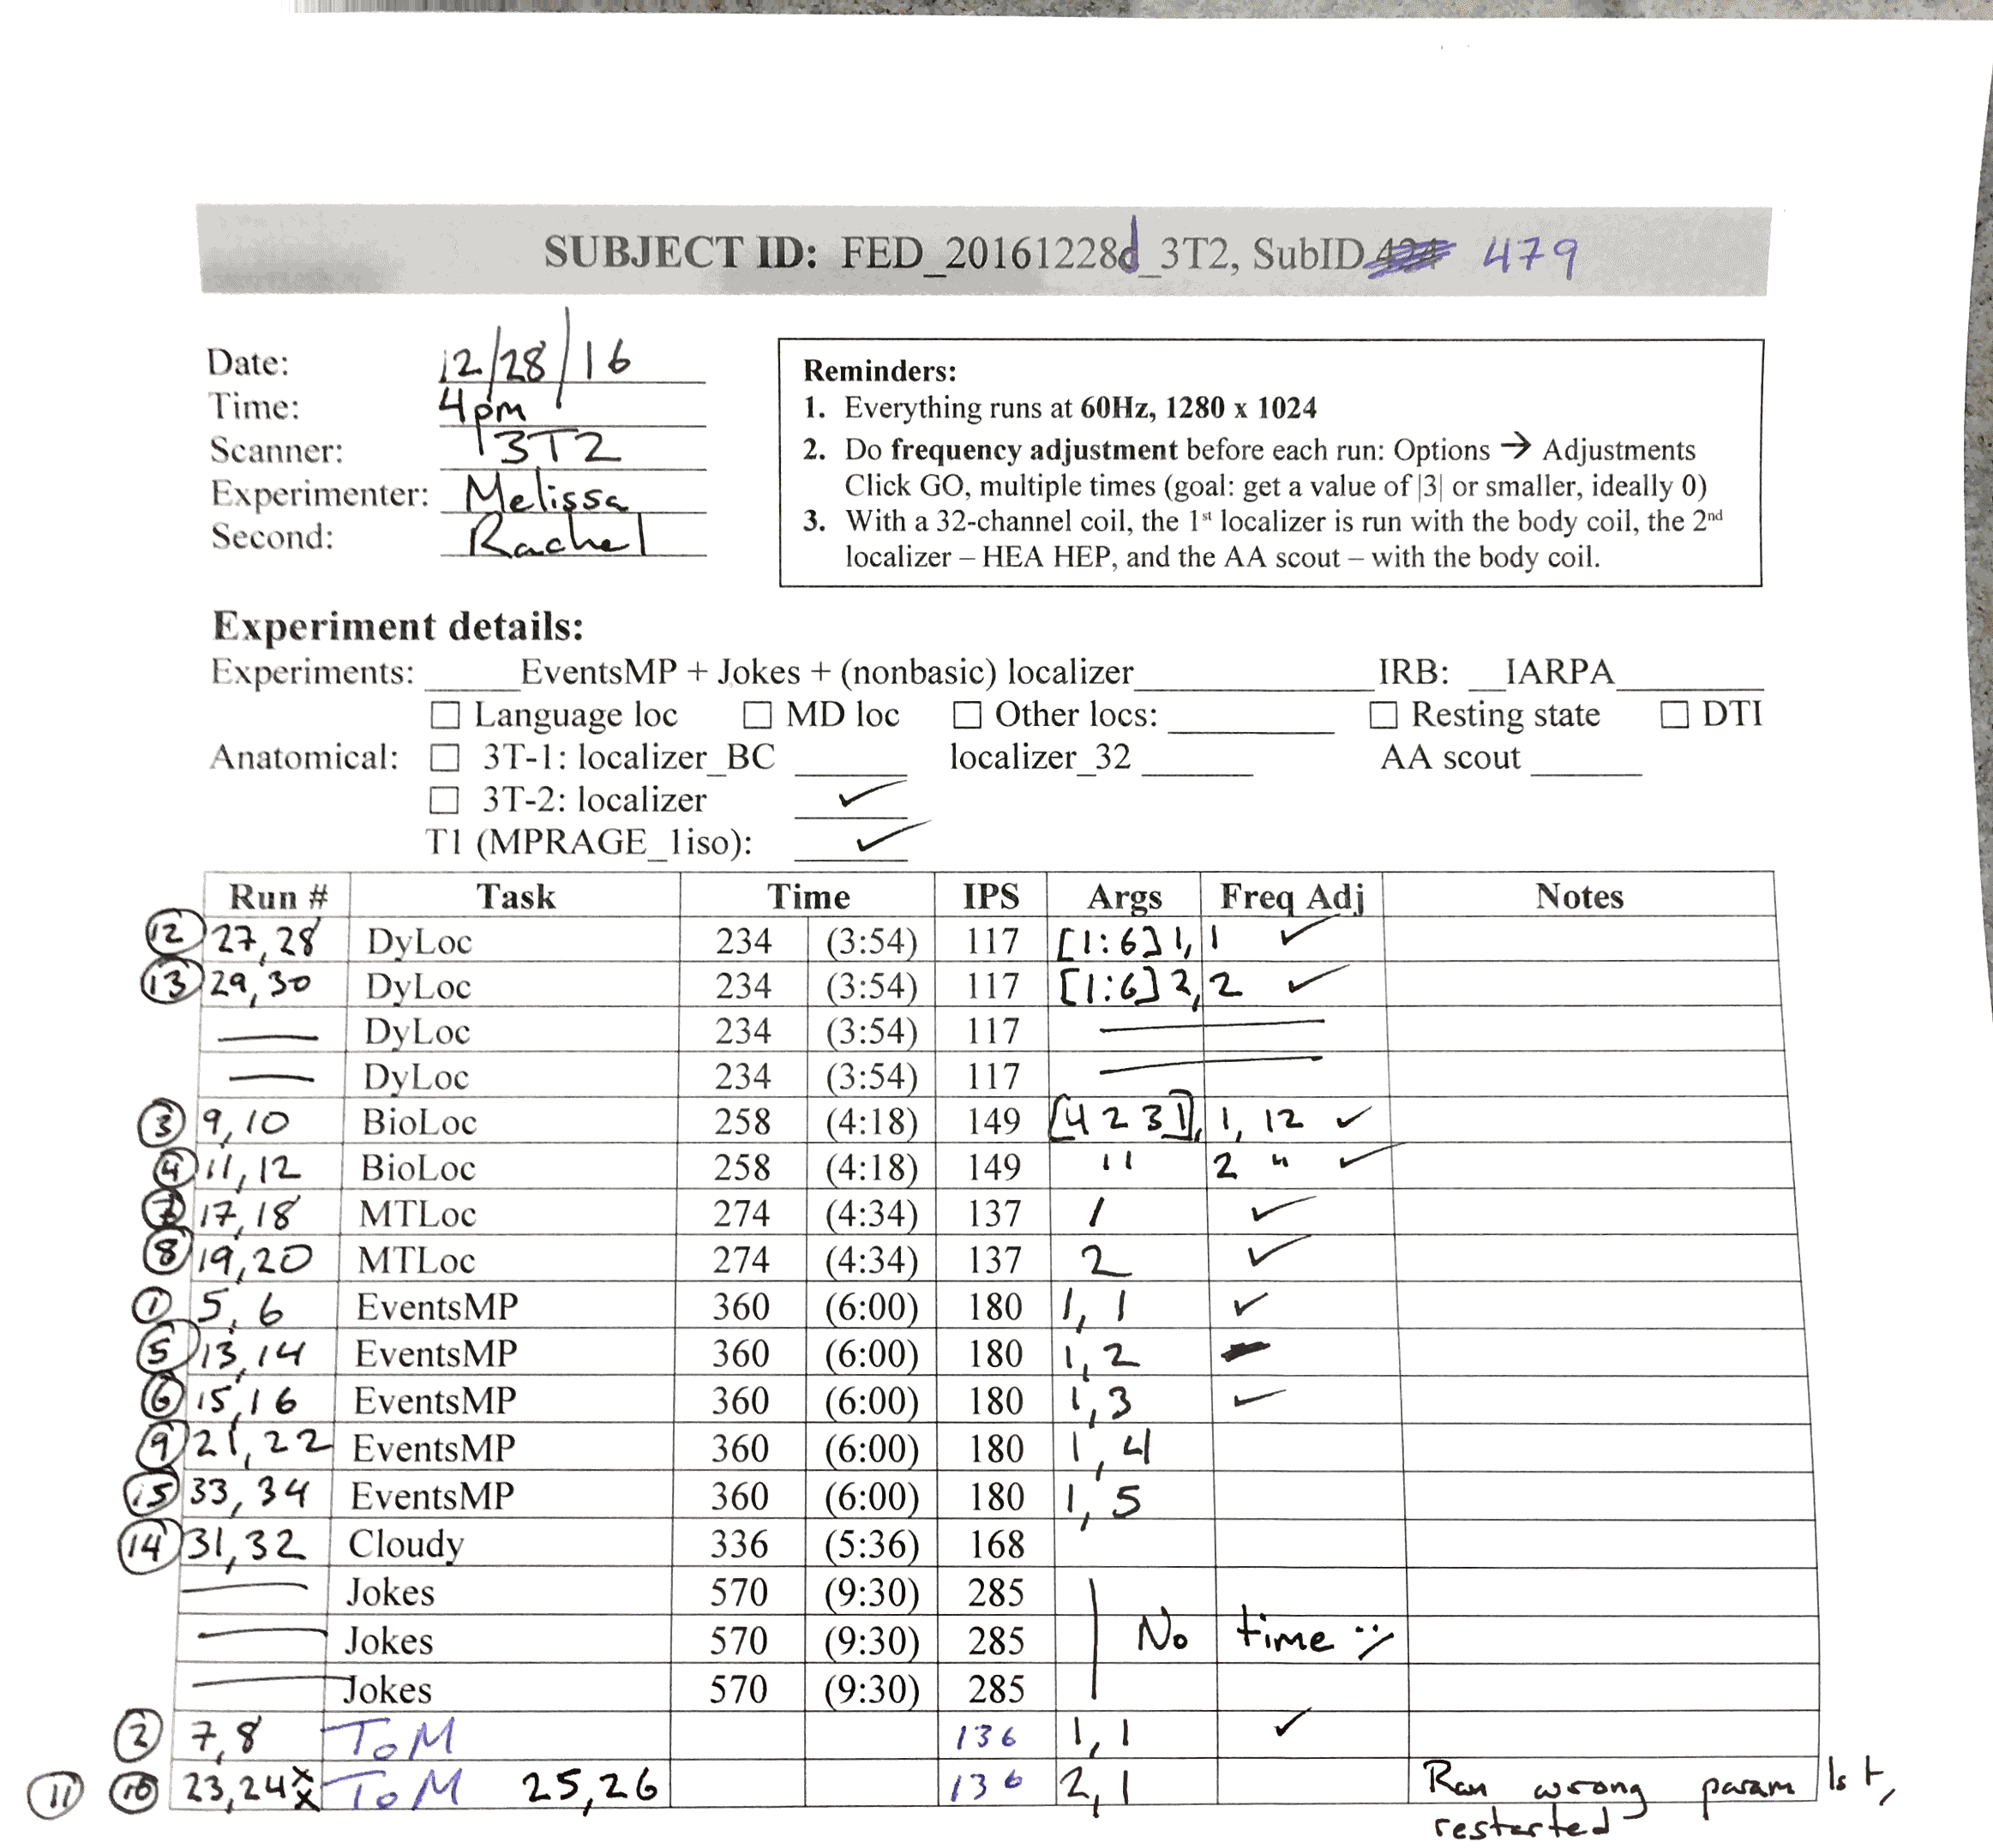 SUBJECT ID: FED_20161228d_3T2, SubID 479
Date: 12/28/16
Time: 4pm
Scanner: 3T2
Experimenter: Melissa
Second: Rachel
Reminders:
1. Everything runs at 60Hz, 1280 x 1024
2. Do frequency adjustment before each run: Options → Adjustments
Click GO, multiple times (goal: get a value of |3| or smaller, ideally 0)
3. With a 32-channel coil, the 1st localizer is run with the body coil, the 2nd
localizer – HEA HEP, and the AA scout – with the body coil.
Experiment details:
Experiments: _____EventsMP + Jokes + (nonbasic) localizer_____________ IRB: __IARPA________
☐ Language loc ☐ MD loc ☐ Other locs: _________ ☐ Resting state ☐ DTI
Anatomical: ☐ 3T-1: localizer_BC ______ localizer_32 ______ AA scout ______
☐ 3T-2: localizer ✓
T1 (MPRAGE_1iso): ✓
Run # Task Time IPS Args Freq Adj Notes
12 27, 28 DyLoc 234 (3:54) 117 [1:6] 1, 1 ✓
13 29, 30 DyLoc 234 (3:54) 117 [1:6] 2, 2 ✓
— DyLoc 234 (3:54) 117 —
— DyLoc 234 (3:54) 117 —
3 9, 10 BioLoc 258 (4:18) 149 [4 2 3 1], 1, 12 ✓
4 11, 12 BioLoc 258 (4:18) 149 " 2 " ✓
7 17, 18 MTLoc 274 (4:34) 137 1 ✓
8 19, 20 MTLoc 274 (4:34) 137 2 ✓
1 5, 6 EventsMP 360 (6:00) 180 1, 1 ✓
5 13, 14 EventsMP 360 (6:00) 180 1, 2 —
6 15, 16 EventsMP 360 (6:00) 180 1, 3 ✓
9 21, 22 EventsMP 360 (6:00) 180 1, 4
15 33, 34 EventsMP 360 (6:00) 180 1, 5
14 31, 32 Cloudy 336 (5:36) 168
— Jokes 570 (9:30) 285
— Jokes 570 (9:30) 285 No time :/
— Jokes 570 (9:30) 285
2 7, 8 ToM 136 1, 1 ✓
11 10 23, 24 xx ToM 25, 26 136 2, 1 Ran wrong param 1st,
restarted